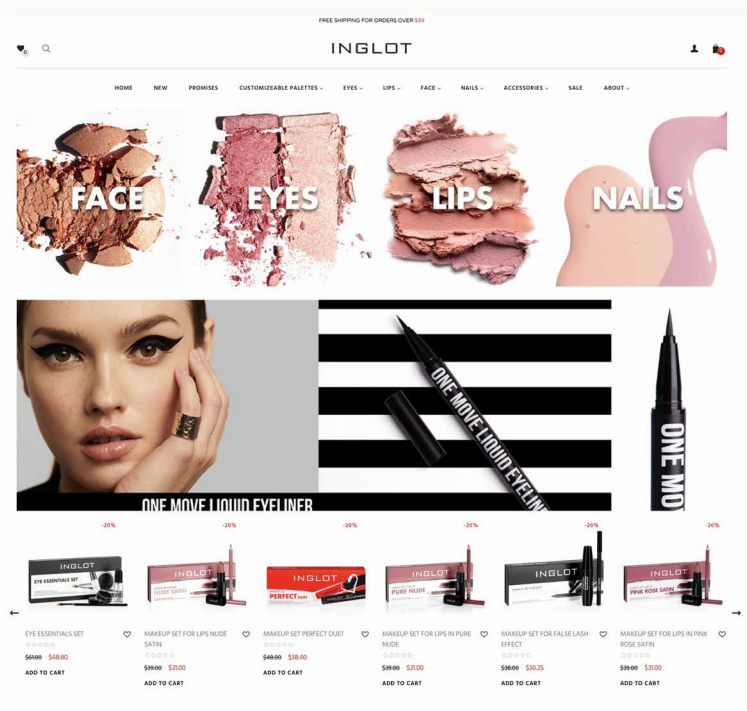 FREE SHIPPING FOR ORDERS OVER $59
0
INGLOT
0
HOME NEW PROMISES CUSTOMIZEABLE PALETTES EYES LIPS FACE NAILS ACCESSORIES SALE ABOUT
FACE EYES LIPS NAILS
ONE MOVE LIQUID EYELIN
ONE MO
ONE MOVE LIQUID EYELINER
-20% -20% -20% -20% -20% -20%
INGLOT
EYE ESSENTIALS SET
INGLOT
NUDE SATIN
INGLOT
PERFECT DUET
INGLOT
PURE NUDE
INGLOT
INGLOT
PINK ROSE SATIN
EYE ESSENTIALS SET
$61.00 $48.80
ADD TO CART
MAKEUP SET FOR LIPS NUDE
SATIN
$39.00 $31.00
ADD TO CART
MAKEUP SET PERFECT DUET
$48.00 $38.40
ADD TO CART
MAKEUP SET FOR LIPS IN PURE
NUDE
$39.00 $31.00
ADD TO CART
MAKEUP SET FOR FALSE LASH
EFFECT
$38.00 $30.25
ADD TO CART
MAKEUP SET FOR LIPS IN PINK
ROSE SATIN
$39.00 $31.00
ADD TO CART